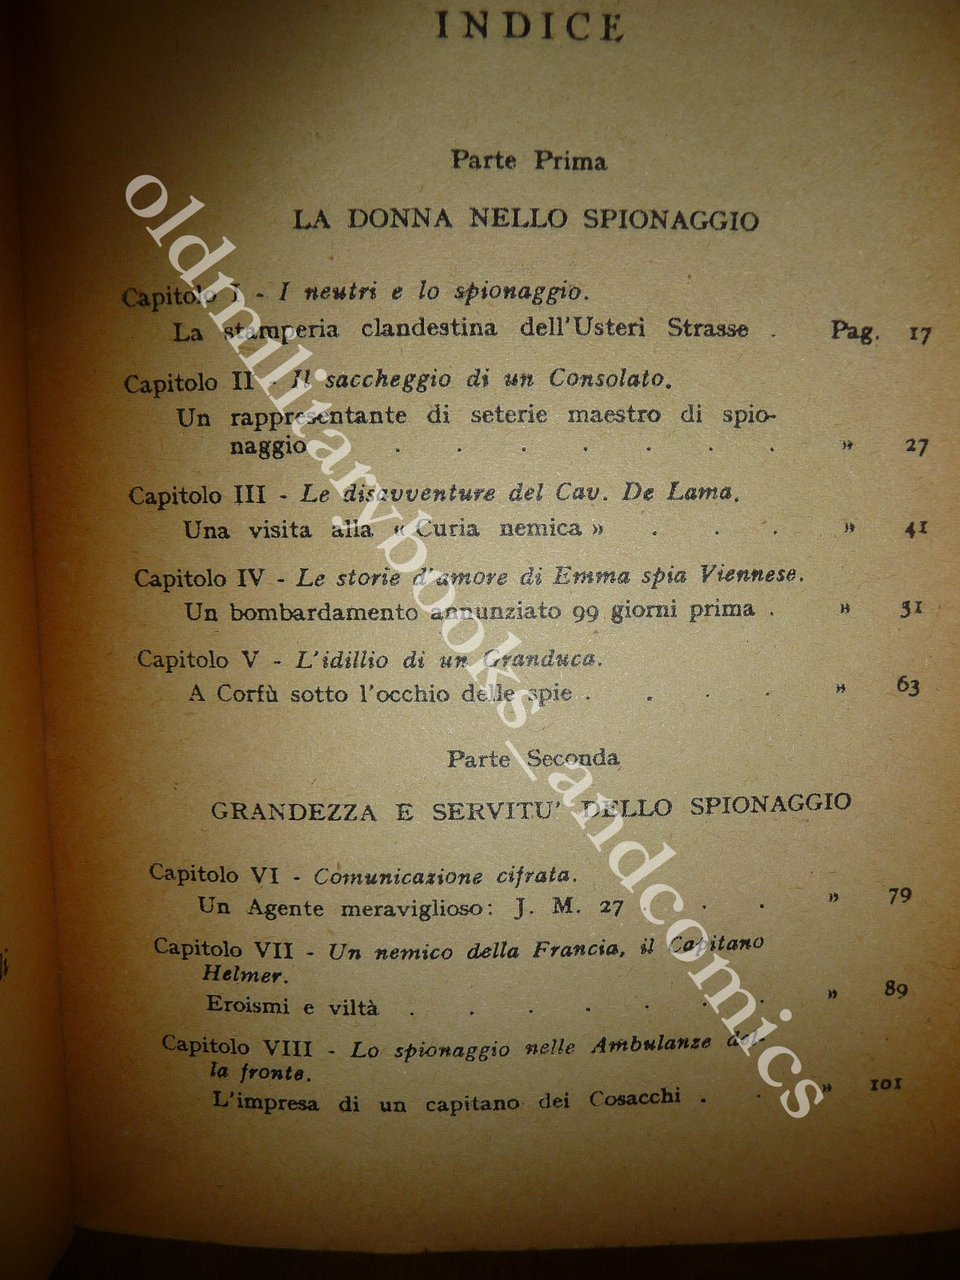 INDICE
Parte Prima
LA DONNA NELLO SPIONAGGIO
Capitolo I - I neutri e lo spionaggio.
La stamperia clandestina dell'Usteri Strasse . Pag. 17
Capitolo II - Il saccheggio di un Consolato.
Un rappresentante di seterie maestro di spio-
naggio . . . . . . . » 27
Capitolo III - Le disavventure del Cav. De Lama.
Una visita alla « Curia nemica » . . . » 41
Capitolo IV - Le storie d'amore di Emma spia Viennese.
Un bombardamento annunziato 99 giorni prima . » 51
Capitolo V - L'idillio di un Granduca.
A Corfù sotto l'occhio delle spie . . . . » 63
Parte Seconda
GRANDEZZA E SERVITU' DELLO SPIONAGGIO
Capitolo VI - Comunicazione cifrata.
Un Agente meraviglioso: J. M. 27 . . » 79
Capitolo VII - Un nemico della Francia, il Capitano
Helmer.
Eroismi e viltà . . . . . . . » 89
Capitolo VIII - Lo spionaggio nelle Ambulanze del-
la fronte.
L'impresa di un capitano dei Cosacchi . . » 101
oldmilitarybooks_andcomics